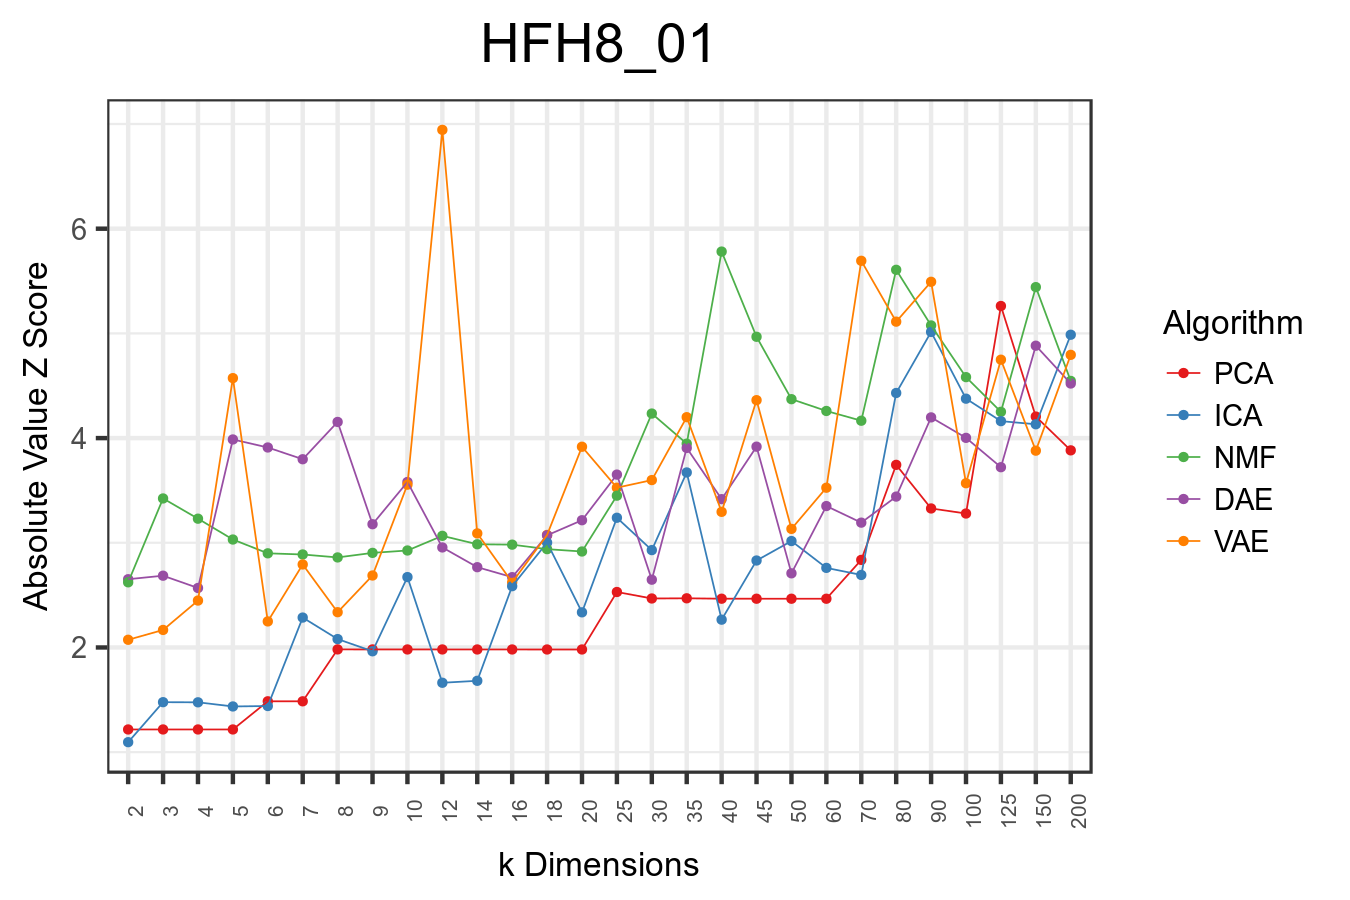 HFH8_01
Absolute Value Z Score
6
4
2
2 3 4 5 6 7 8 9 10 12 14 16 18 20 25 30 35 40 45 50 60 70 80 90 100 125 150 200
k Dimensions
Algorithm
PCA
ICA
NMF
DAE
VAE